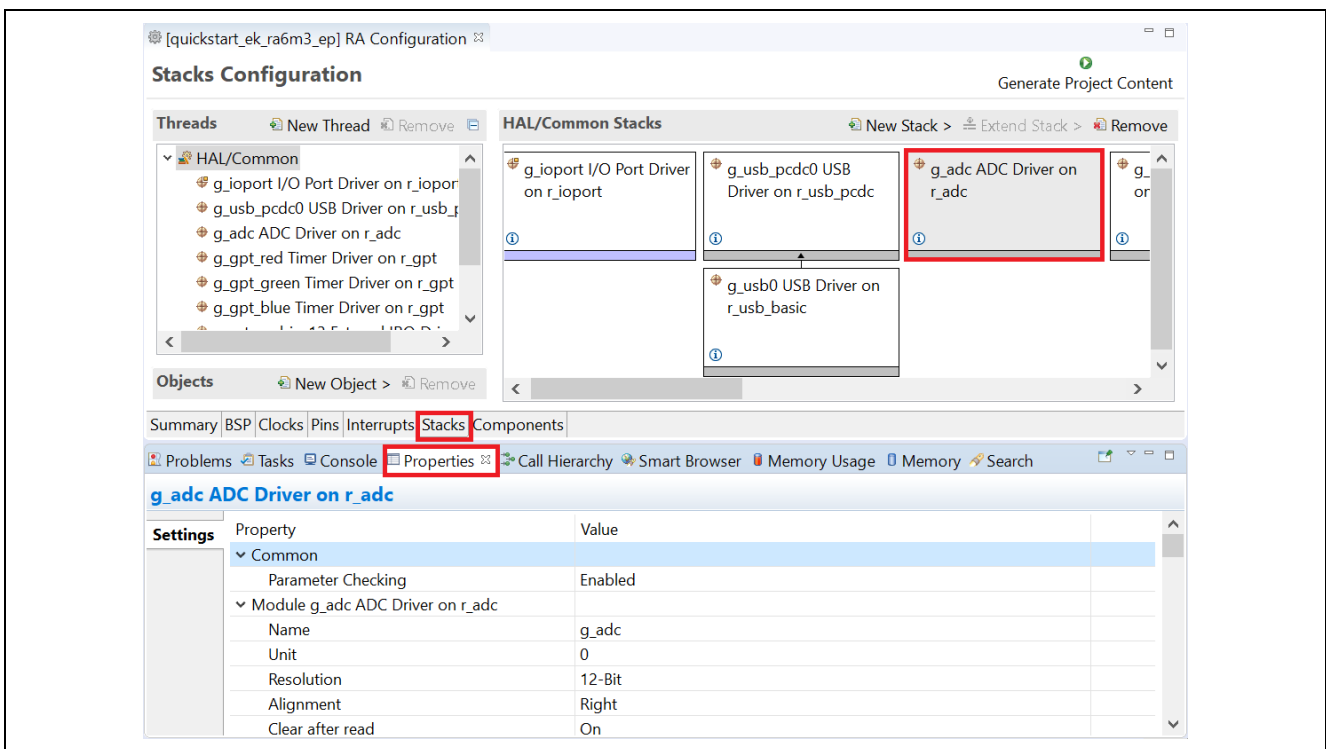 [quickstart_ek_ra6m3_ep] RA Configuration
Stacks Configuration
Generate Project Content
Threads
New Thread
Remove
HAL/Common
g_ioport I/O Port Driver on r_iopor
g_usb_pcdc0 USB Driver on r_usb_p
g_adc ADC Driver on r_adc
g_gpt_red Timer Driver on r_gpt
g_gpt_green Timer Driver on r_gpt
g_gpt_blue Timer Driver on r_gpt
Objects
New Object >
Remove
HAL/Common Stacks
New Stack >
Extend Stack >
Remove
g_ioport I/O Port Driver
on r_ioport
g_usb_pcdc0 USB
Driver on r_usb_pcdc
g_adc ADC Driver on
r_adc
g_
or
g_usb0 USB Driver on
r_usb_basic
Summary BSP Clocks Pins Interrupts Stacks Components
Problems Tasks Console Properties Call Hierarchy Smart Browser Memory Usage Memory Search
g_adc ADC Driver on r_adc
Settings
Property Value
Common
Parameter Checking Enabled
Module g_adc ADC Driver on r_adc
Name g_adc
Unit 0
Resolution 12-Bit
Alignment Right
Clear after read On